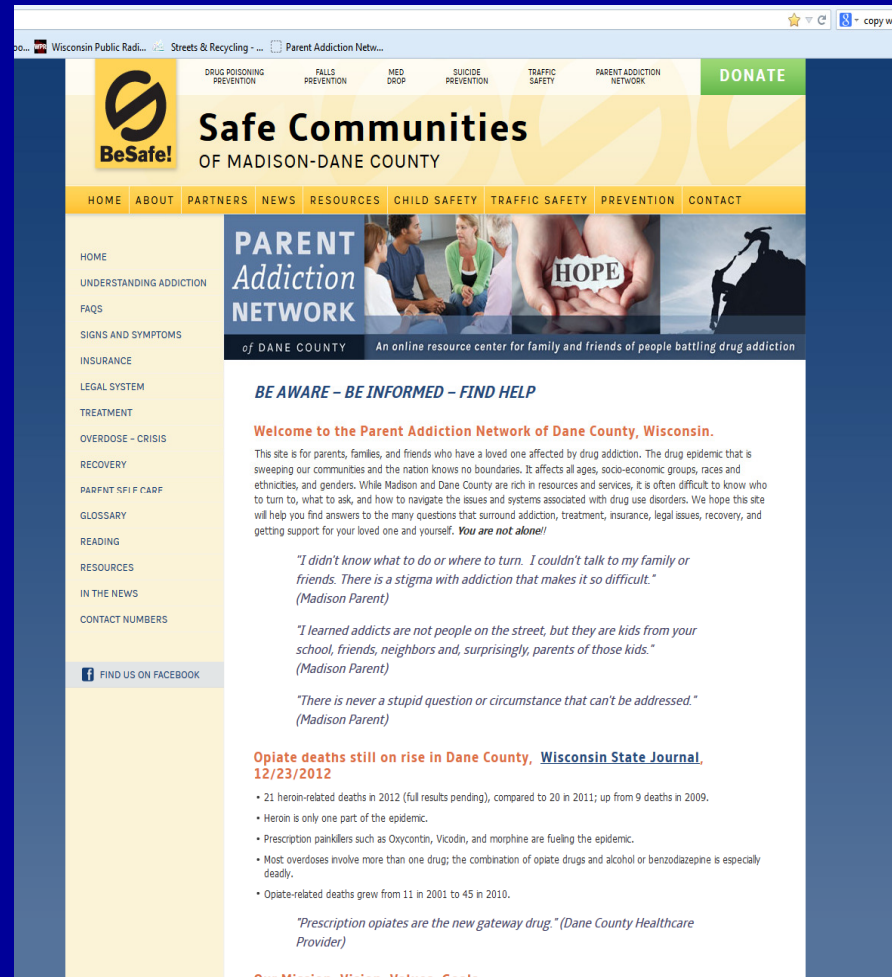 copy w
oo... WPR Wisconsin Public Radi... Streets & Recycling - ... Parent Addiction Netw...
DRUG POISONING PREVENTION FALLS PREVENTION MED DROP SUICIDE PREVENTION TRAFFIC SAFETY PARENT ADDICTION NETWORK DONATE
BeSafe!
Safe Communities
OF MADISON-DANE COUNTY
HOME ABOUT PARTNERS NEWS RESOURCES CHILD SAFETY TRAFFIC SAFETY PREVENTION CONTACT
HOME
UNDERSTANDING ADDICTION
FAQS
SIGNS AND SYMPTOMS
INSURANCE
LEGAL SYSTEM
TREATMENT
OVERDOSE – CRISIS
RECOVERY
PARENT SELF CARE
GLOSSARY
READING
RESOURCES
IN THE NEWS
CONTACT NUMBERS
FIND US ON FACEBOOK
PARENT
Addiction
NETWORK
of DANE COUNTY
HOPE
An online resource center for family and friends of people battling drug addiction
BE AWARE – BE INFORMED – FIND HELP
Welcome to the Parent Addiction Network of Dane County, Wisconsin.
This site is for parents, families, and friends who have a loved one affected by drug addiction. The drug epidemic that is
sweeping our communities and the nation knows no boundaries. It affects all ages, socio-economic groups, races and
ethnicities, and genders. While Madison and Dane County are rich in resources and services, it is often difficult to know who
to turn to, what to ask, and how to navigate the issues and systems associated with drug use disorders. We hope this site
will help you find answers to the many questions that surround addiction, treatment, insurance, legal issues, recovery, and
getting support for your loved one and yourself. You are not alone!!
"I didn't know what to do or where to turn. I couldn't talk to my family or
friends. There is a stigma with addiction that makes it so difficult."
(Madison Parent)
"I learned addicts are not people on the street, but they are kids from your
school, friends, neighbors and, surprisingly, parents of those kids."
(Madison Parent)
"There is never a stupid question or circumstance that can't be addressed."
(Madison Parent)
Opiate deaths still on rise in Dane County, Wisconsin State Journal,
12/23/2012
• 21 heroin-related deaths in 2012 (full results pending), compared to 20 in 2011; up from 9 deaths in 2009.
• Heroin is only one part of the epidemic.
• Prescription painkillers such as Oxycontin, Vicodin, and morphine are fueling the epidemic.
• Most overdoses involve more than one drug; the combination of opiate drugs and alcohol or benzodiazepine is especially
deadly.
• Opiate-related deaths grew from 11 in 2001 to 45 in 2010.
"Prescription opiates are the new gateway drug." (Dane County Healthcare
Provider)
Our Mission, Vision, Values, Goals